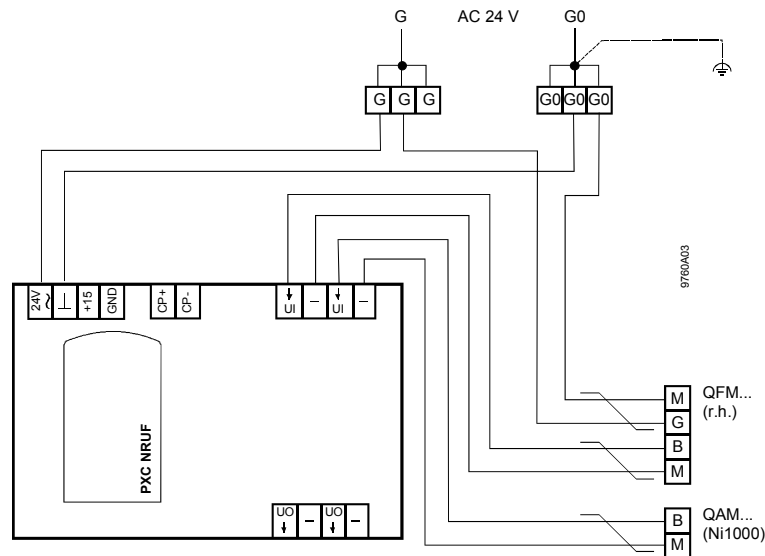 G AC 24 V G0
G G G G0 G0 G0
9760A03
24V ~ ⊥ +15 GND CP+ CP- ↓ UI – ↓ UI –
M QFM...
G (r.h.)
B
M
PXC NRUF
UO ↓ – UO ↓ –
B QAM...
M (Ni1000)